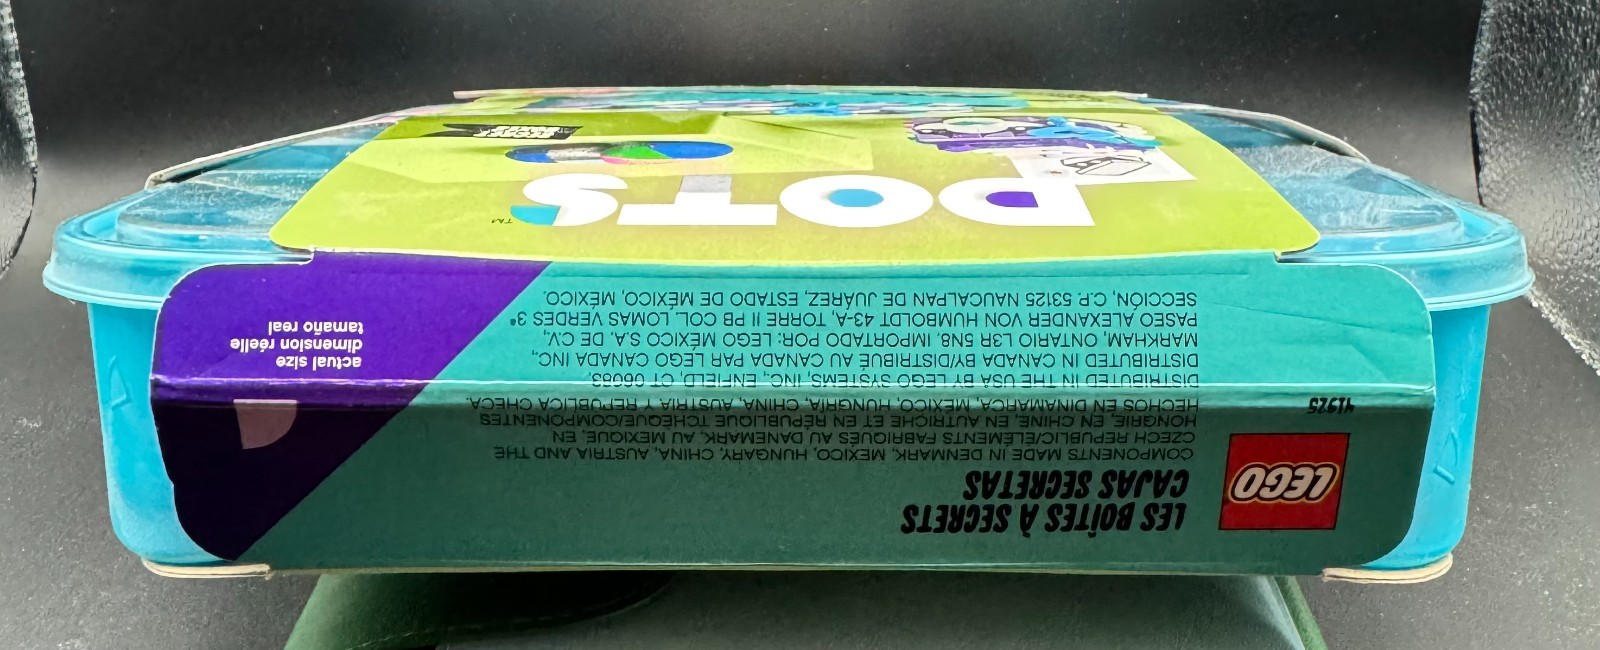 LEGO
41925
LES BOÎTES À SECRETS
CAJAS SECRETAS
COMPONENTS MADE IN DENMARK, MEXICO, HUNGARY, CHINA, AUSTRIA AND THE
CZECH REPUBLIC/ÉLÉMENTS FABRIQUÉS AU DANEMARK, AU MEXIQUE, EN
HONGRIE, EN CHINE, EN AUTRICHE ET EN RÉPUBLIQUE TCHÈQUE/COMPONENTES
HECHOS EN DINAMARCA, MÉXICO, HUNGRÍA, CHINA, AUSTRIA Y REPÚBLICA CHECA.
DISTRIBUTED IN THE USA BY LEGO SYSTEMS, INC., ENFIELD, CT 06083.
DISTRIBUTED IN CANADA BY/DISTRIBUÉ AU CANADA PAR LEGO CANADA INC.,
MARKHAM, ONTARIO L3R 5N8. IMPORTADO POR: LEGO MÉXICO S.A. DE C.V.,
PASEO ALEXANDER VON HUMBOLDT 43-A, TORRE II PB COL. LOMAS VERDES 3ª
SECCIÓN, C.P. 53125 NAUCALPAN DE JUÁREZ, ESTADO DE MÉXICO, MÉXICO.
actual size
dimension réelle
tamaño real
DOTS™